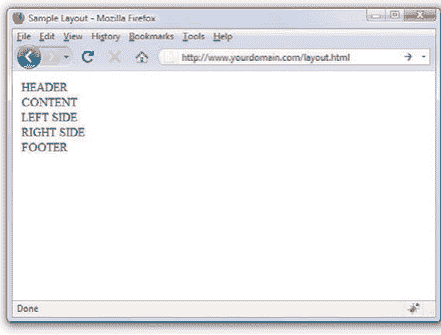 Sample Layout - Mozilla Firefox
File Edit View History Bookmarks Tools Help
http://www.yourdomain.com/layout.html
HEADER
CONTENT
LEFT SIDE
RIGHT SIDE
FOOTER
Done